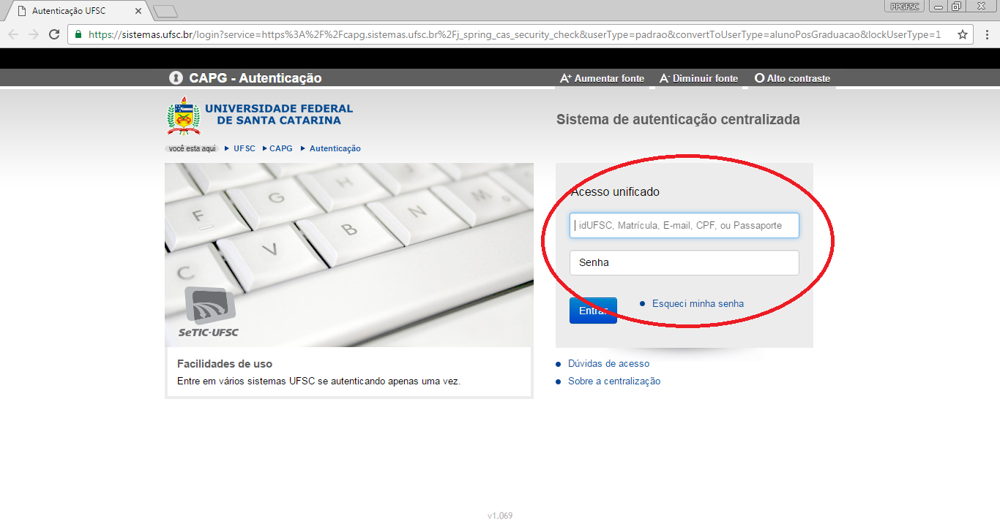 Autenticação UFSC
PPGFSC
https://sistemas.ufsc.br/login?service=https%3A%2F%2Fcapg.sistemas.ufsc.br%2Fj_spring_cas_security_check&userType=padrao&convertToUserType=alunoPosGraduacao&lockUserType=1
CAPG - Autenticação
A+ Aumentar fonte
A- Diminuir fonte
Alto contraste
UNIVERSIDADE FEDERAL
DE SANTA CATARINA
Sistema de autenticação centralizada
você esta aqui UFSC CAPG Autenticação
Acesso unificado
idUFSC, Matrícula, E-mail, CPF, ou Passaporte
Senha
Entrar
Esqueci minha senha
F G H
C V B N M
SeTIC-UFSC
Facilidades de uso
Entre em vários sistemas UFSC se autenticando apenas uma vez.
Dúvidas de acesso
Sobre a centralização
v1.069